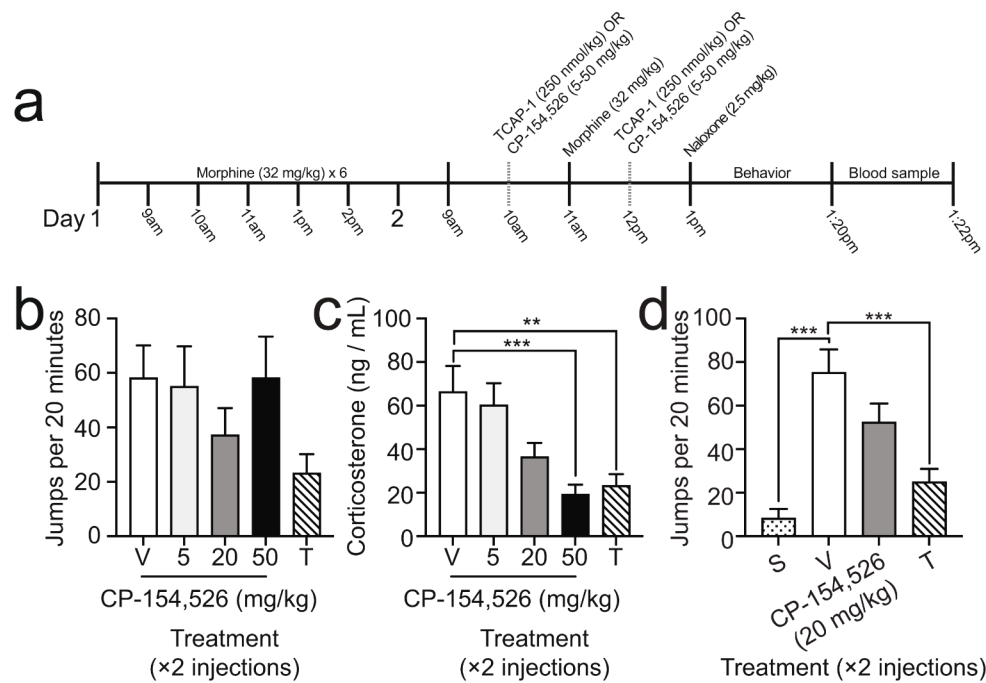 a
TCAP-1 (250 nmol/kg) OR
CP-154,526 (5-50 mg/kg)
Morphine (32 mg/kg)
TCAP-1 (250 nmol/kg) OR
CP-154,526 (5-50 mg/kg)
Naloxone (2.5 mg/kg)
Morphine (32 mg/kg) x 6
Behavior
Blood sample
Day 1
9am
10am
11am
1pm
2pm
2
9am
10am
11am
12pm
1pm
1:20pm
1:22pm
b
Jumps per 20 minutes
80
60
40
20
0
V
5
20
50
T
CP-154,526 (mg/kg)
Treatment
(×2 injections)
c
Corticosterone (ng / mL)
100
80
60
40
20
0
**
***
V
5
20
50
T
CP-154,526 (mg/kg)
Treatment
(×2 injections)
d
Jumps per 20 minutes
100
80
60
40
20
0
***
***
S
V
CP-154,526
(20 mg/kg)
T
Treatment (×2 injections)